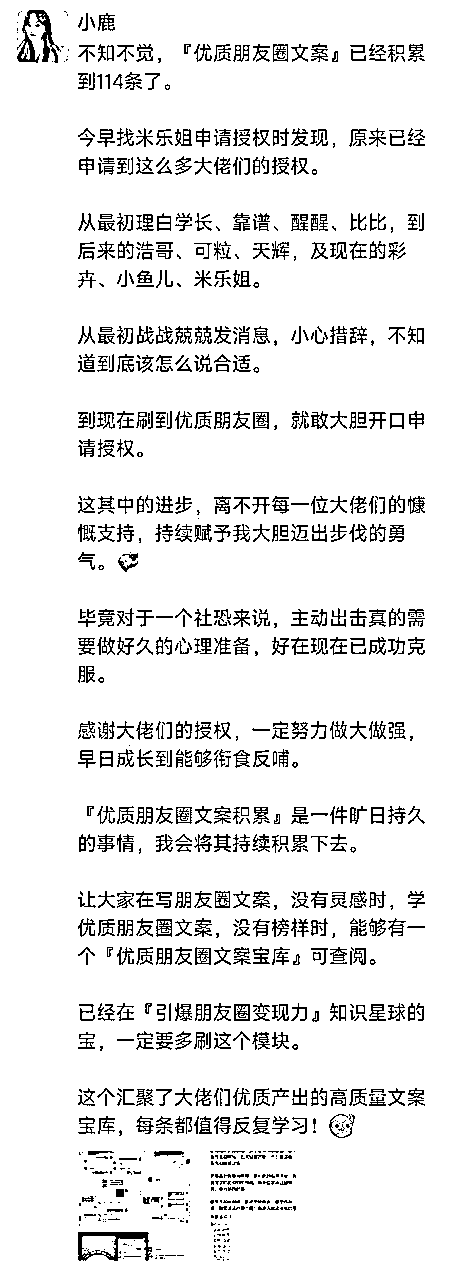 小鹿
不知不觉，『优质朋友圈文案』已经积累
到114条了。
今早找米乐姐申请授权时发现，原来已经
申请到这么多大佬们的授权。
从最初理白学长、靠谱、醒醒、比比，到
后来的浩哥、可粒、天辉，及现在的彩
卉、小鱼儿、米乐姐。
从最初战战兢兢发消息，小心措辞，不知
道到底该怎么说合适。
到现在刷到优质朋友圈，就敢大胆开口申
请授权。
这其中的进步，离不开每一位大佬们的慷
慨支持，持续赋予我大胆迈出步伐的勇
气。
毕竟对于一个社恐来说，主动出击真的需
要做好久的心理准备，好在现在已成功克
服。
感谢大佬们的授权，一定努力做大做强，
早日成长到能够衔食反哺。
『优质朋友圈文案积累』是一件旷日持久
的事情，我会将其持续积累下去。
让大家在写朋友圈文案，没有灵感时，学
优质朋友圈文案，没有榜样时，能够有一
个『优质朋友圈文案宝库』可查阅。
已经在『引爆朋友圈变现力』知识星球的
宝，一定要多刷这个模块。
这个汇聚了大佬们优质产出的高质量文案
宝库，每条都值得反复学习！